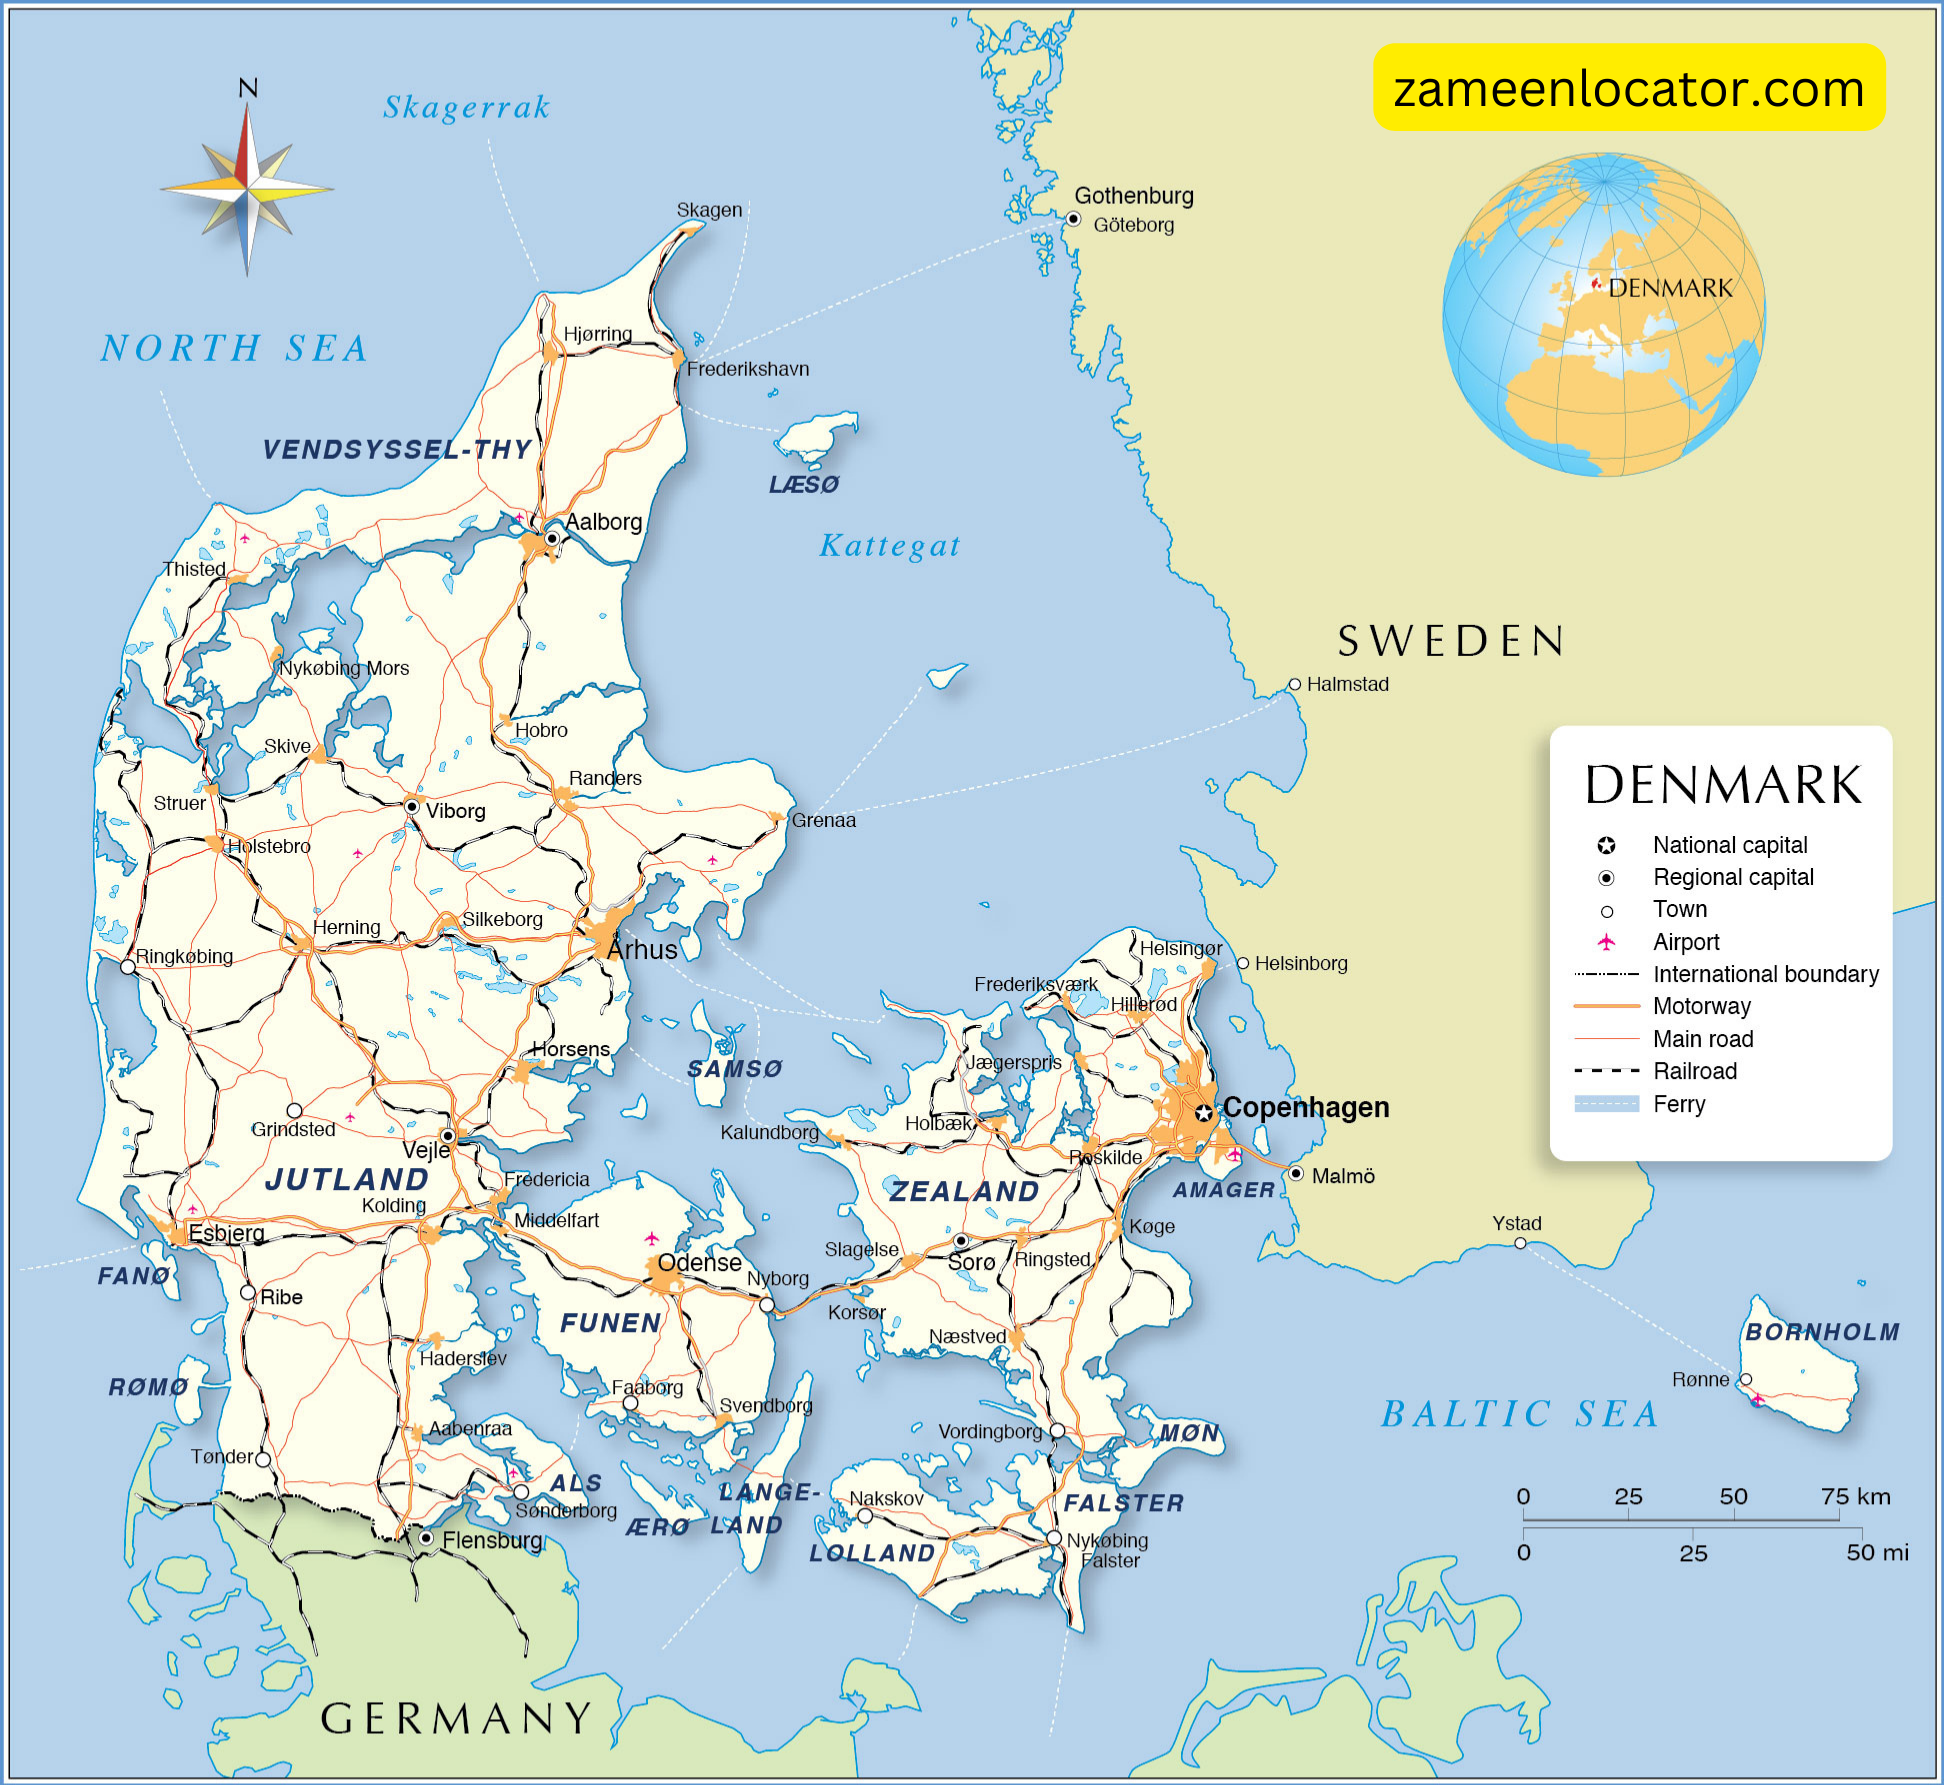 zameenlocator.com
N
Skagerrak
Gothenburg
Göteborg
Skagen
DENMARK
NORTH SEA
Hjørring
Frederikshavn
VENDSYSSEL-THY
LÆSØ
Aalborg
Kattegat
Thisted
SWEDEN
Nykøbing Mors
Halmstad
Hobro
Skive
Randers
Struer
Viborg
Grenaa
Holstebro
DENMARK
National capital
Regional capital
Town
Airport
International boundary
Motorway
Main road
Railroad
Ferry
Herning
Silkeborg
Århus
Ringkøbing
Helsingør
Helsinborg
Frederiksværk
Hillerød
Horsens
SAMSØ
Jægerspris
Copenhagen
Grindsted
Kalundborg
Holbæk
Vejle
Roskilde
JUTLAND
Fredericia
ZEALAND
AMAGER
Malmö
Kolding
Middelfart
Køge
Ystad
Esbjerg
Slagelse
Sorø
Ringsted
Odense
FANØ
Nyborg
Ribe
Korsør
FUNEN
Næstved
BORNHOLM
Haderslev
Rønne
RØMØ
Faaborg
Svendborg
BALTIC SEA
Aabenraa
Vordingborg
MØN
Tønder
ALS
LANGE-
LAND
Nakskov
FALSTER
Sønderborg
ÆRØ
Flensburg
LOLLAND
Nykøbing
Falster
0 25 50 75 km
0 25 50 mi
GERMANY